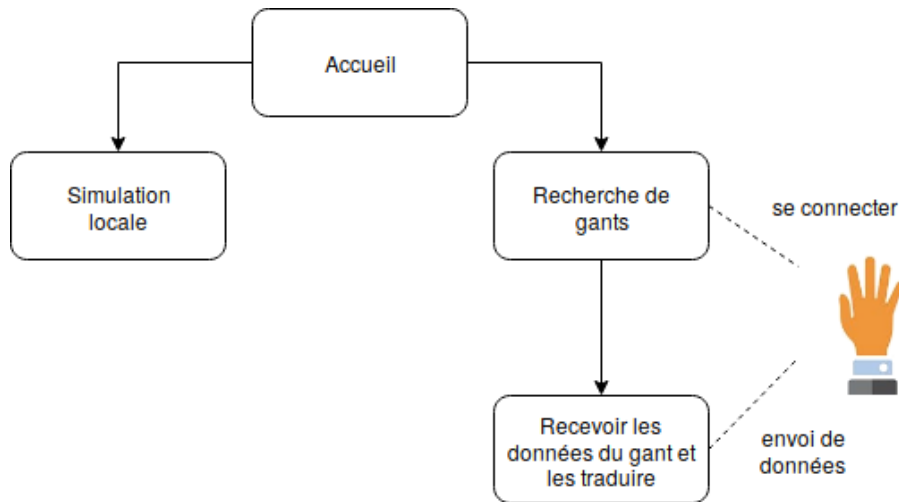 Accueil
Simulation
locale
Recherche de
gants
se connecter
Recevoir les
données du gant et
les traduire
envoi de
données